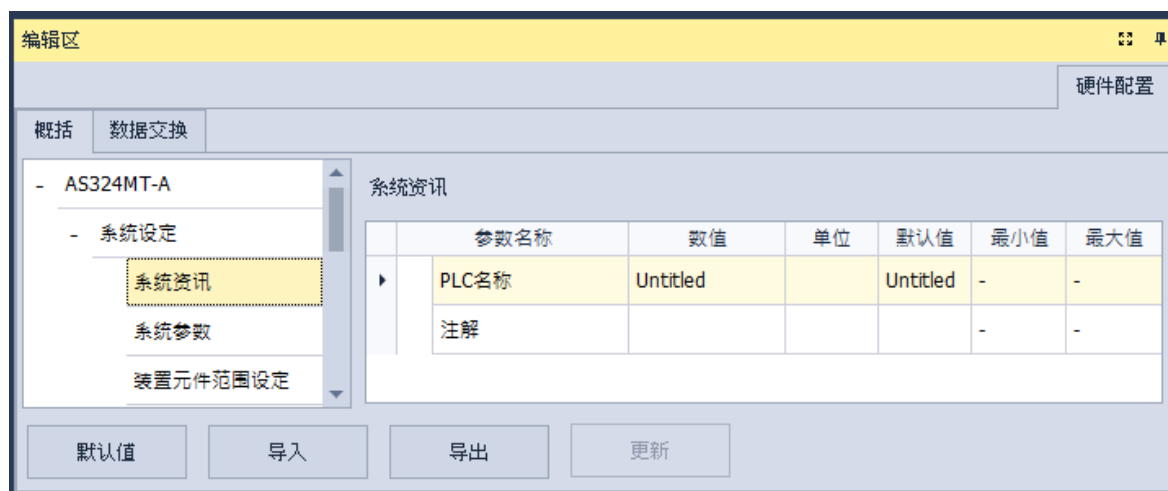 编辑区
硬件配置
概括 数据交换
- AS324MT-A
- 系统设定
系统资讯
系统参数
装置元件范围设定
系统资讯
参数名称 数值 单位 默认值 最小值 最大值
PLC名称 Untitled Untitled - -
注解 - -
默认值 导入 导出 更新